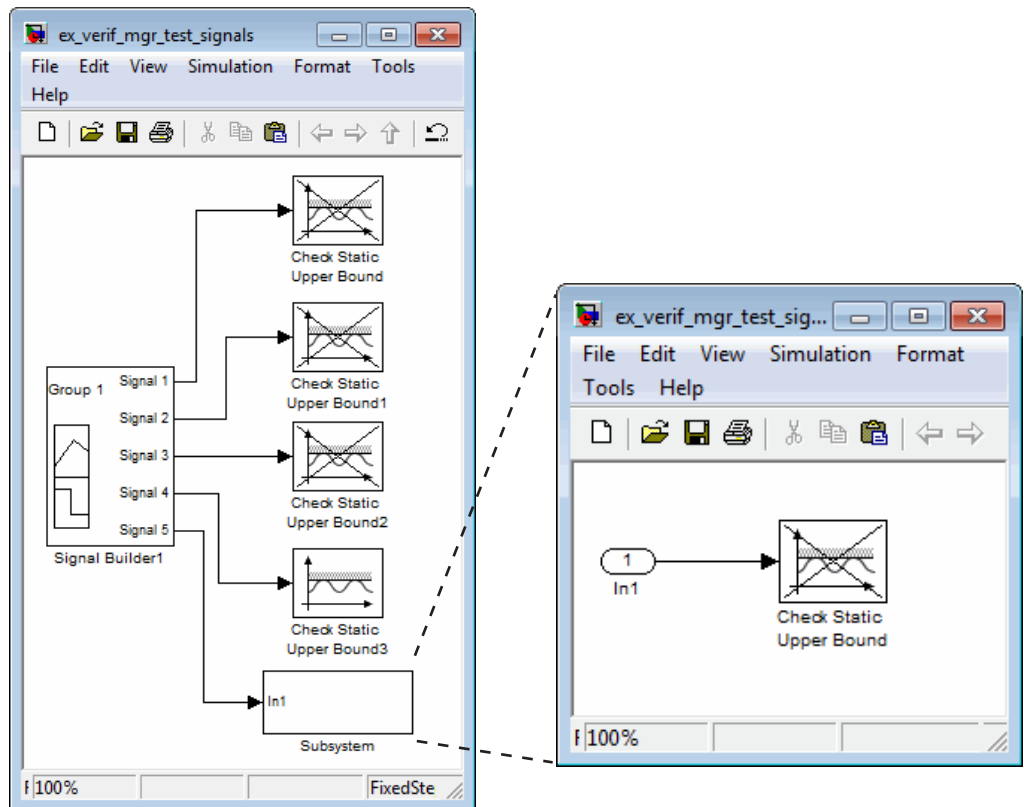 ex_verif_mgr_test_signals
File Edit View Simulation Format Tools
Help
Check Static
Upper Bound
Check Static
Upper Bound1
Group 1
Signal 1
Signal 2
Signal 3
Signal 4
Signal 5
Signal Builder1
Check Static
Upper Bound2
Check Static
Upper Bound3
In1
Subsystem
100%
FixedSte
ex_verif_mgr_test_sig...
File Edit View Simulation Format
Tools Help
1
In1
Check Static
Upper Bound
100%